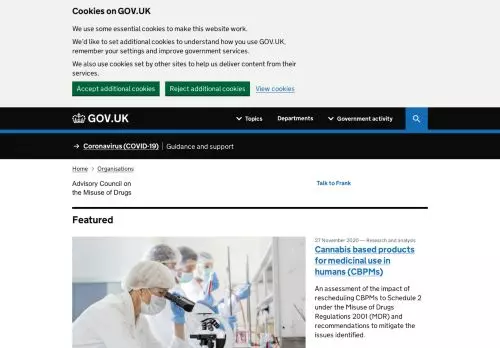 Cookies on GOV.UK
We use some essential cookies to make this website work.
We'd like to set additional cookies to understand how you use GOV.UK,
remember your settings and improve government services.
We also use cookies set by other sites to help us deliver content from their
services.
Accept additional cookies
Reject additional cookies
View cookies
GOV.UK
Topics
Departments
Government activity
→ Coronavirus (COVID-19) | Guidance and support
Home > Organisations
Advisory Council on
the Misuse of Drugs
Talk to Frank
Featured
27 November 2020 — Research and analysis
Cannabis based products
for medicinal use in
humans (CBPMs)
An assessment of the impact of
rescheduling CBPMs to Schedule 2
under the Misuse of Drugs
Regulations 2001 (MDR) and
recommendations to mitigate the
issues identified.